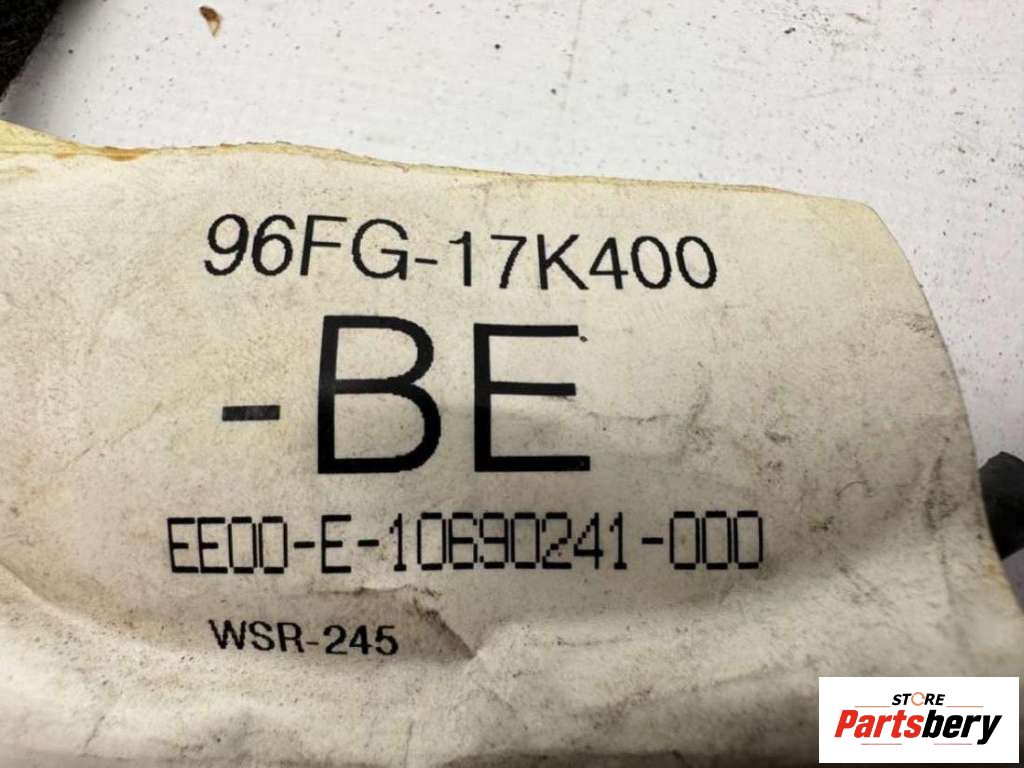 96FG-17K400
-BE
EE00-E-10690241-000
WSR-245
STORE
Partsbery